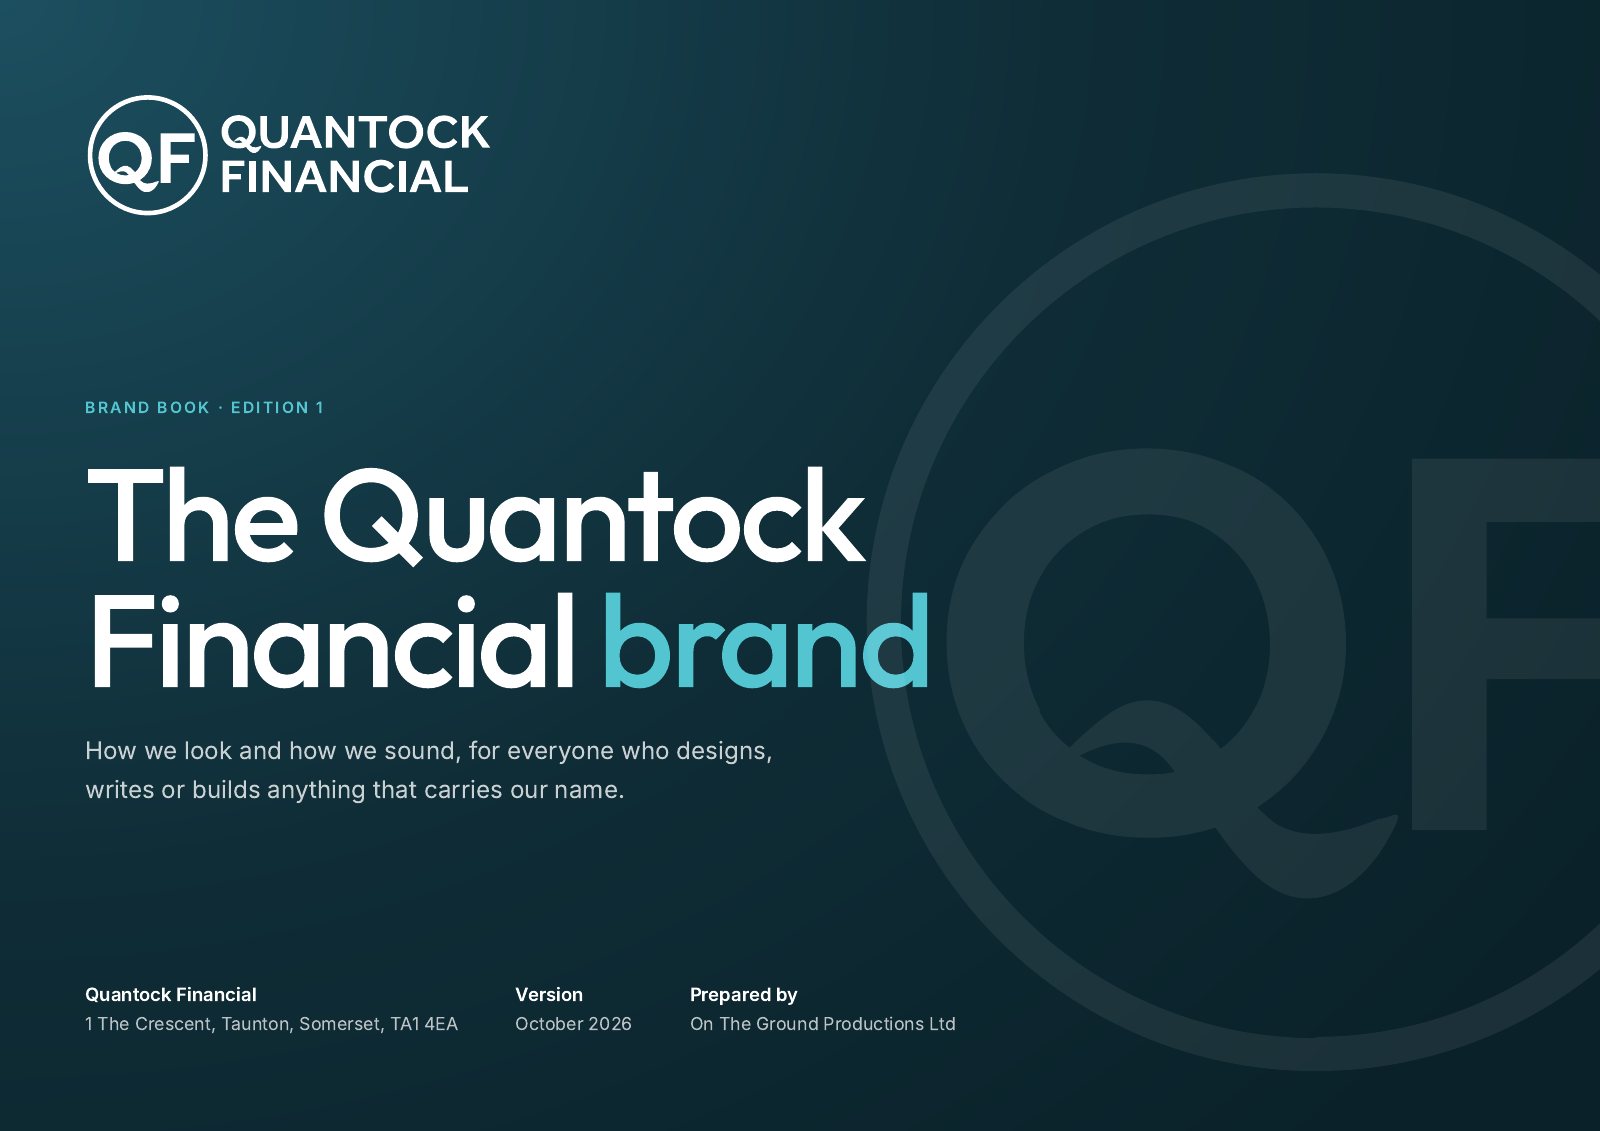 QF QUANTOCK
FINANCIAL
BRAND BOOK · EDITION 1
The Quantock
Financial brand
How we look and how we sound, for everyone who designs,
writes or builds anything that carries our name.
Quantock Financial
1 The Crescent, Taunton, Somerset, TA1 4EA
Version
October 2026
Prepared by
On The Ground Productions Ltd
QF